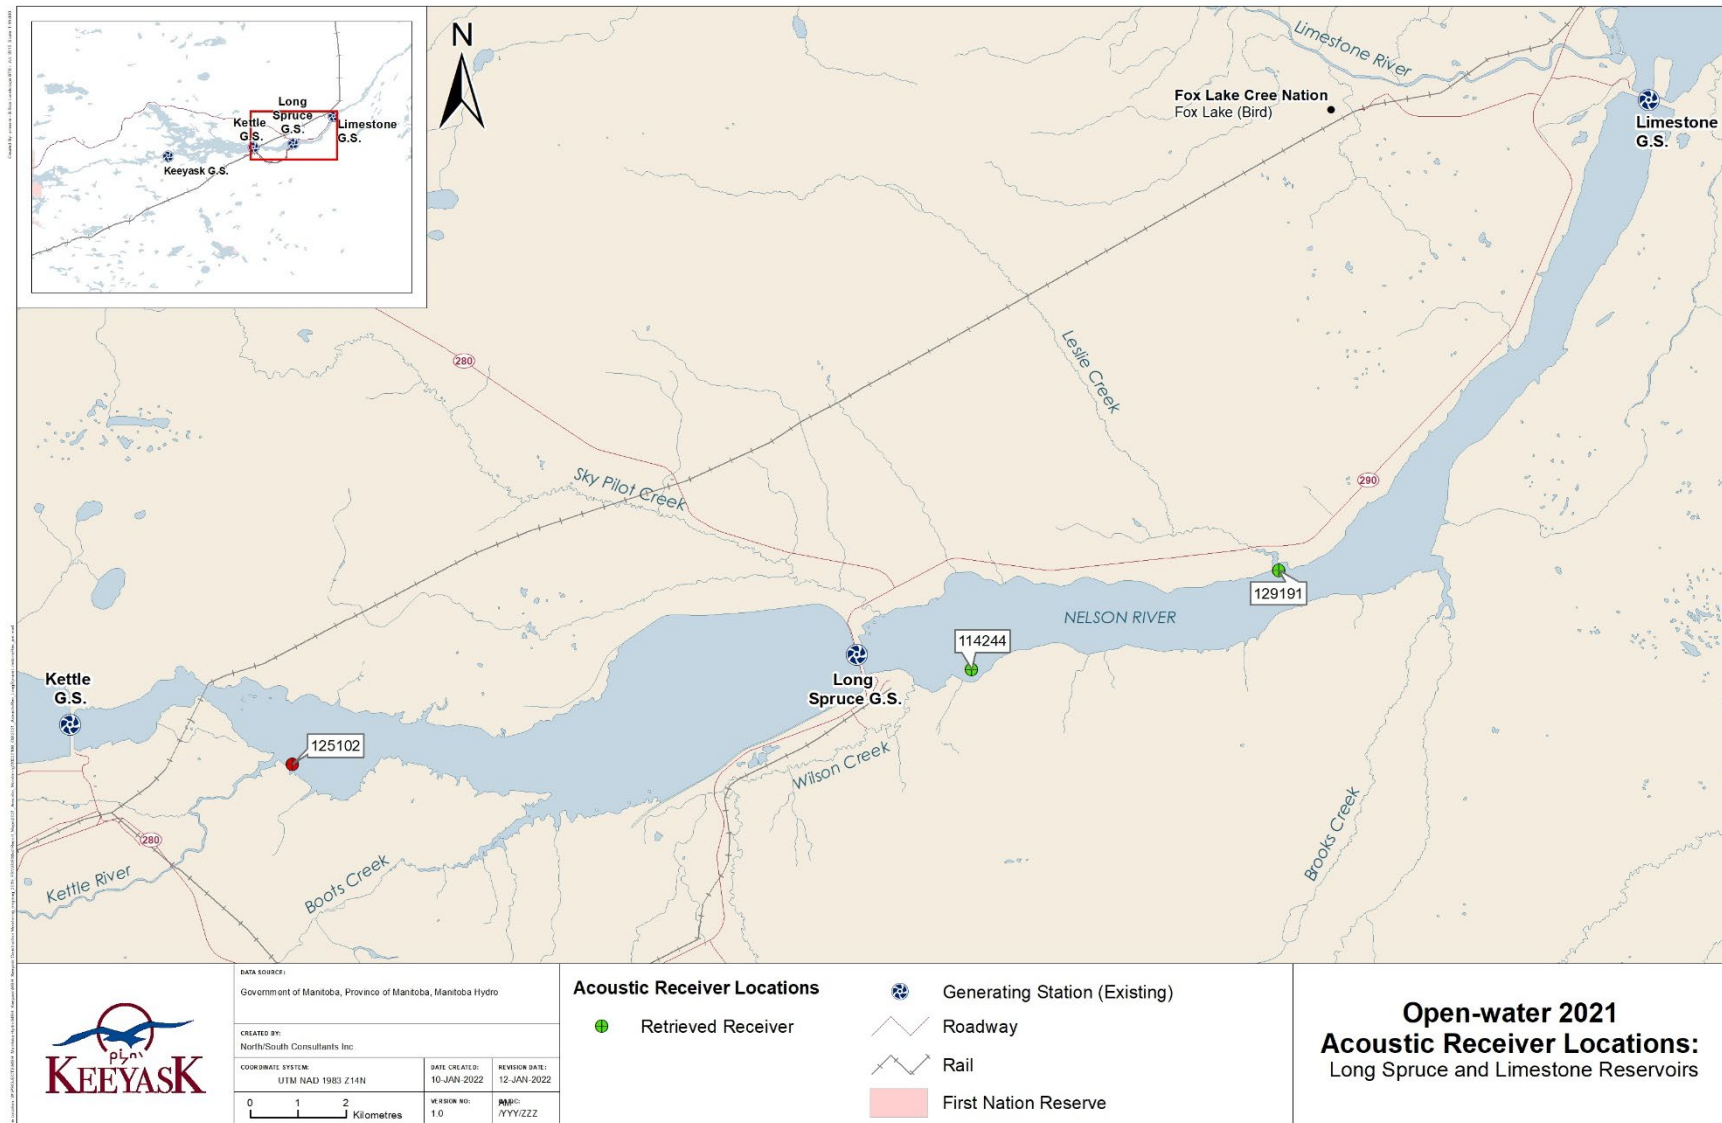 N
Long
Spruce
G.S.
Kettle
G.S.
Limestone
G.S.
Keeyask G.S.
Limestone River
Fox Lake Cree Nation
Fox Lake (Bird)
Limestone
G.S.
280
Leslie Creek
Sky Pilot Creek
290
129191
NELSON RIVER
114244
Kettle
G.S.
Long
Spruce G.S.
125102
Wilson Creek
280
Kettle River
Boots Creek
Brooks Creek
KEEYASK
DATA SOURCE:
Government of Manitoba, Province of Manitoba, Manitoba Hydro
CREATED BY:
North/South Consultants Inc.
COORDINATE SYSTEM:
UTM NAD 1983 Z14N
DATE CREATED:
10-JAN-2022
REVISION DATE:
12-JAN-2022
0 1 2
Kilometres
VERSION NO:
1.0
/YYY/ZZZ
Acoustic Receiver Locations
Retrieved Receiver
Generating Station (Existing)
Roadway
Rail
First Nation Reserve
Open-water 2021
Acoustic Receiver Locations:
Long Spruce and Limestone Reservoirs